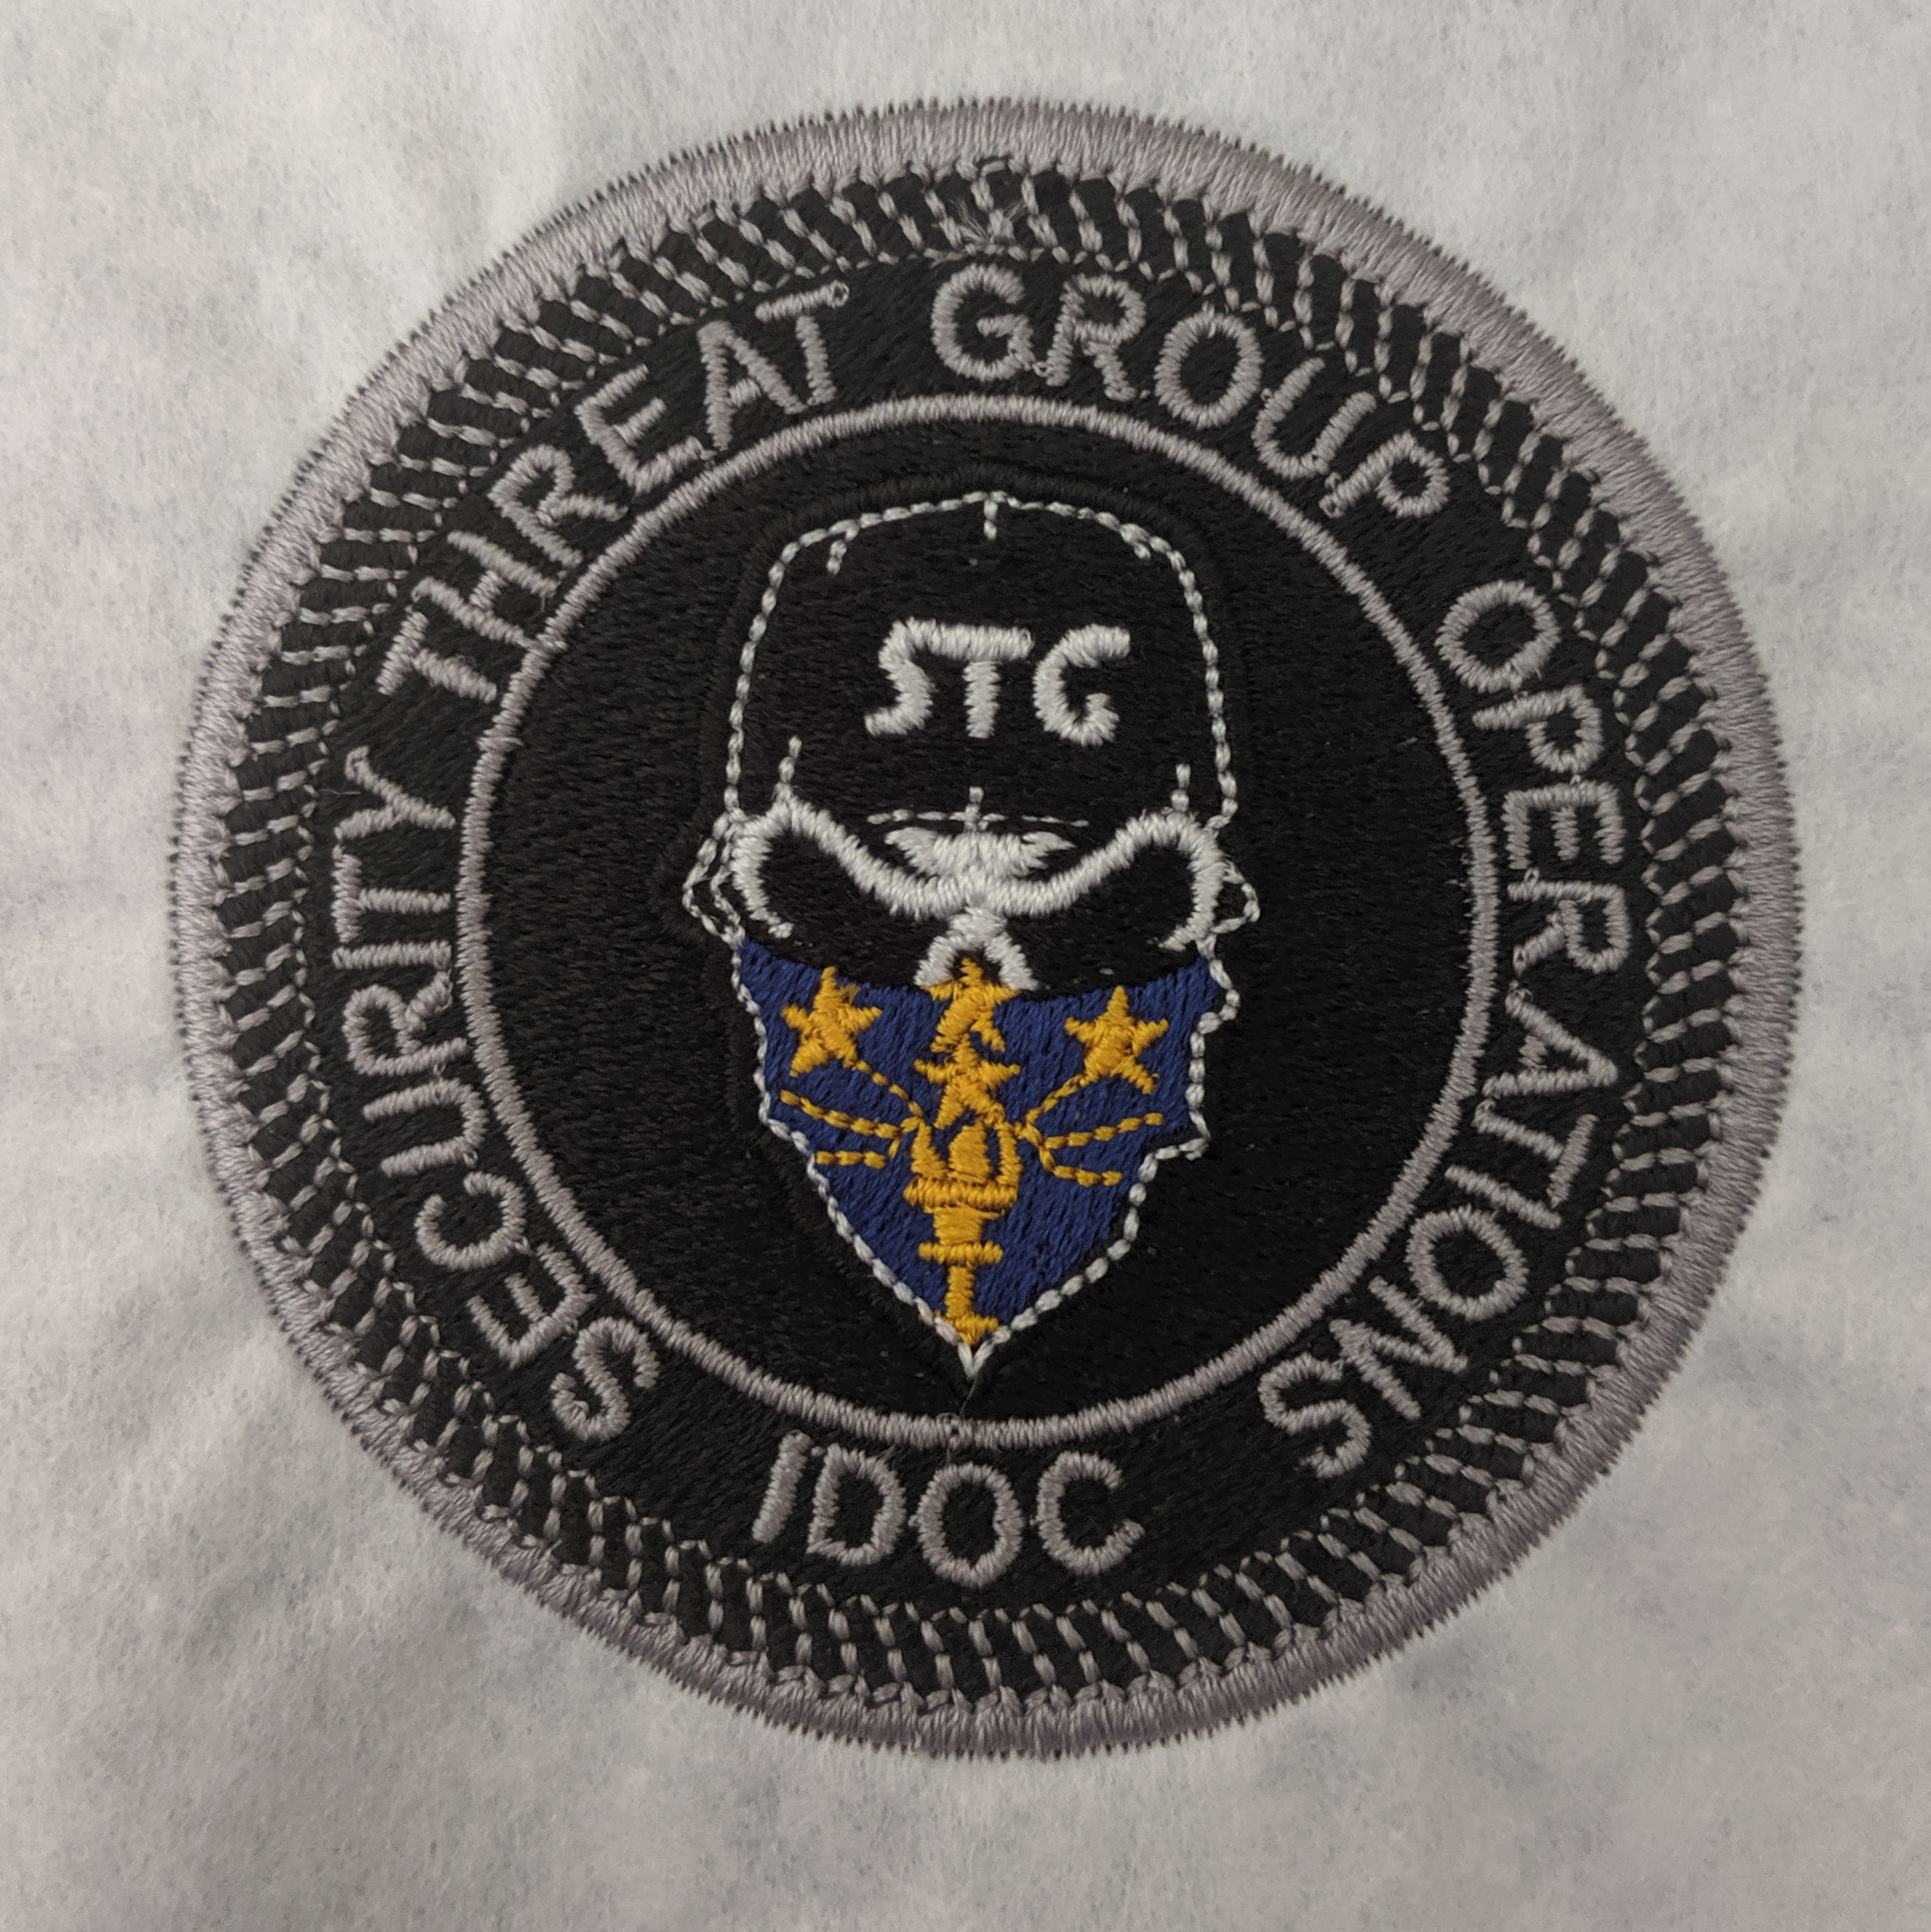 SECURITY THREAT GROUP OPERATIONS
STG
IDOC